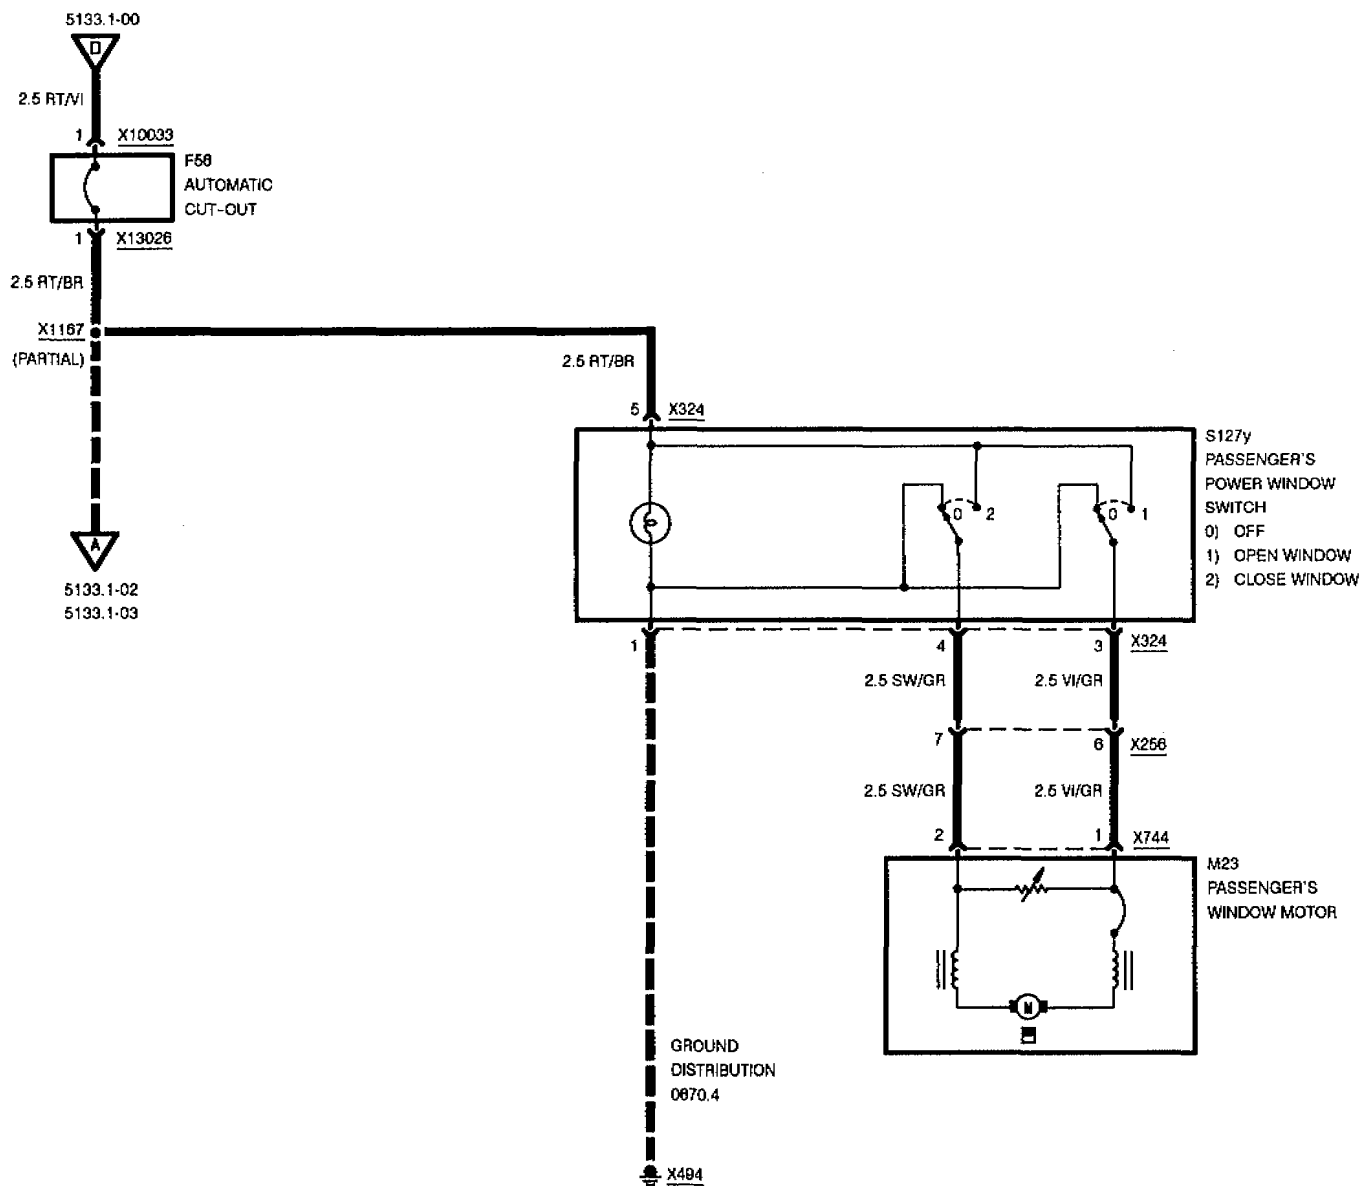 5133.1-00
D
2.5 RT/VI
1 X10033
F56
AUTOMATIC
CUT-OUT
1 X13026
2.5 RT/BR
X1167
(PARTIAL)
2.5 RT/BR
A
5133.1-02
5133.1-03
5 X324
S127y
PASSENGER'S
POWER WINDOW
SWITCH
0) OFF
1) OPEN WINDOW
2) CLOSE WINDOW
0 2
0 1
1 4 3 X324
2.5 SW/GR 2.5 VI/GR
7 6 X256
2.5 SW/GR 2.5 VI/GR
2 1 X744
M23
PASSENGER'S
WINDOW MOTOR
M
GROUND
DISTRIBUTION
0670.4
X494